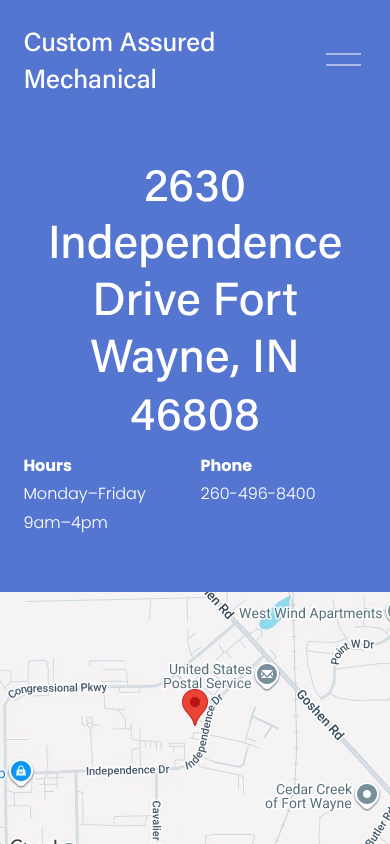 Custom Assured
Mechanical
2630
Independence
Drive Fort
Wayne, IN
46808
Hours
Phone
Monday–Friday
260-496-8400
9am–4pm
West Wind Apartments
Point W Dr
United States
Postal Service
Congressional Pkwy
Independence Dr
Goshen Rd
Independence Dr
Cedar Creek
of Fort Wayne
Cavalier
Butler Rd